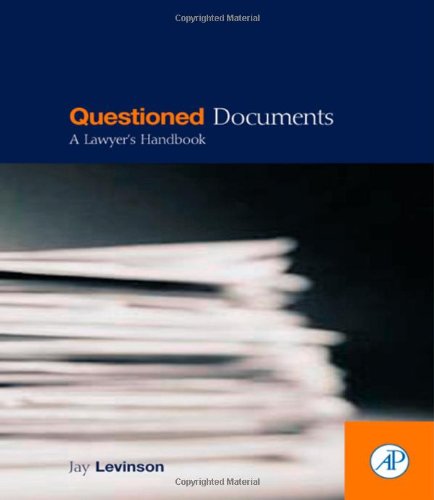 Copyrighted Material
Questioned Documents
A Lawyer's Handbook
Jay Levinson
AP
Copyrighted Material